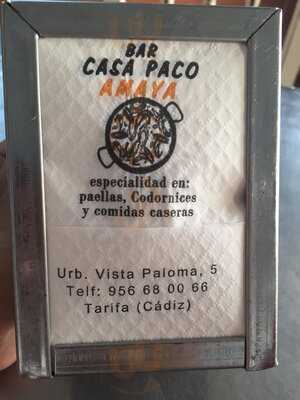 BAR
CASA PACO
AMAYA
especialidad en:
paellas, Codornices
y comidas caseras
Urb. Vista Paloma, 5
Telf: 956 68 00 66
Tarifa (Cádiz)